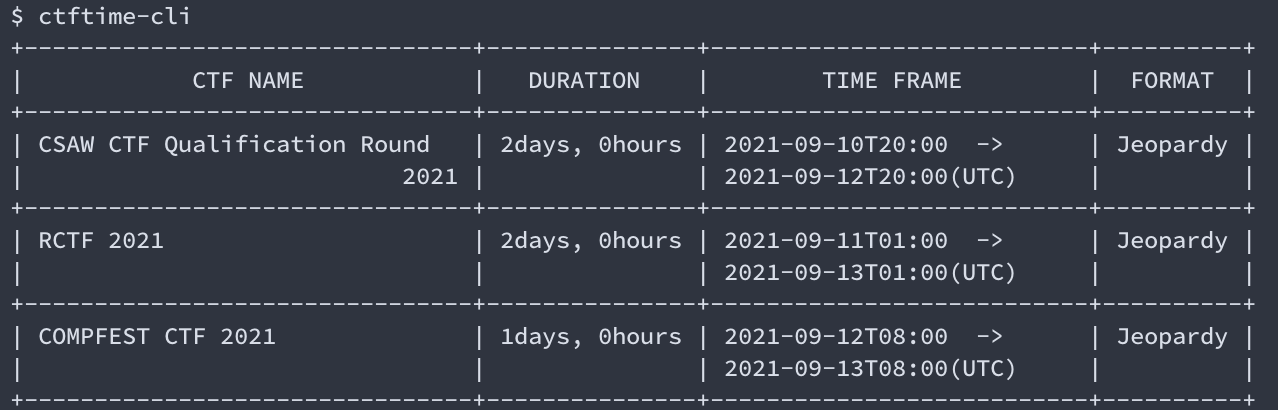 $ ctftime-cli
+--------------------------------+---------------+---------------------------+----------+
|            CTF NAME            |   DURATION    |        TIME FRAME         |  FORMAT  |
+--------------------------------+---------------+---------------------------+----------+
| CSAW CTF Qualification Round   | 2days, 0hours | 2021-09-10T20:00  ->      | Jeopardy |
|                           2021 |               | 2021-09-12T20:00(UTC)     |          |
+--------------------------------+---------------+---------------------------+----------+
| RCTF 2021                      | 2days, 0hours | 2021-09-11T01:00  ->      | Jeopardy |
|                                |               | 2021-09-13T01:00(UTC)     |          |
+--------------------------------+---------------+---------------------------+----------+
| COMPFEST CTF 2021              | 1days, 0hours | 2021-09-12T08:00  ->      | Jeopardy |
|                                |               | 2021-09-13T08:00(UTC)     |          |
+--------------------------------+---------------+---------------------------+----------+